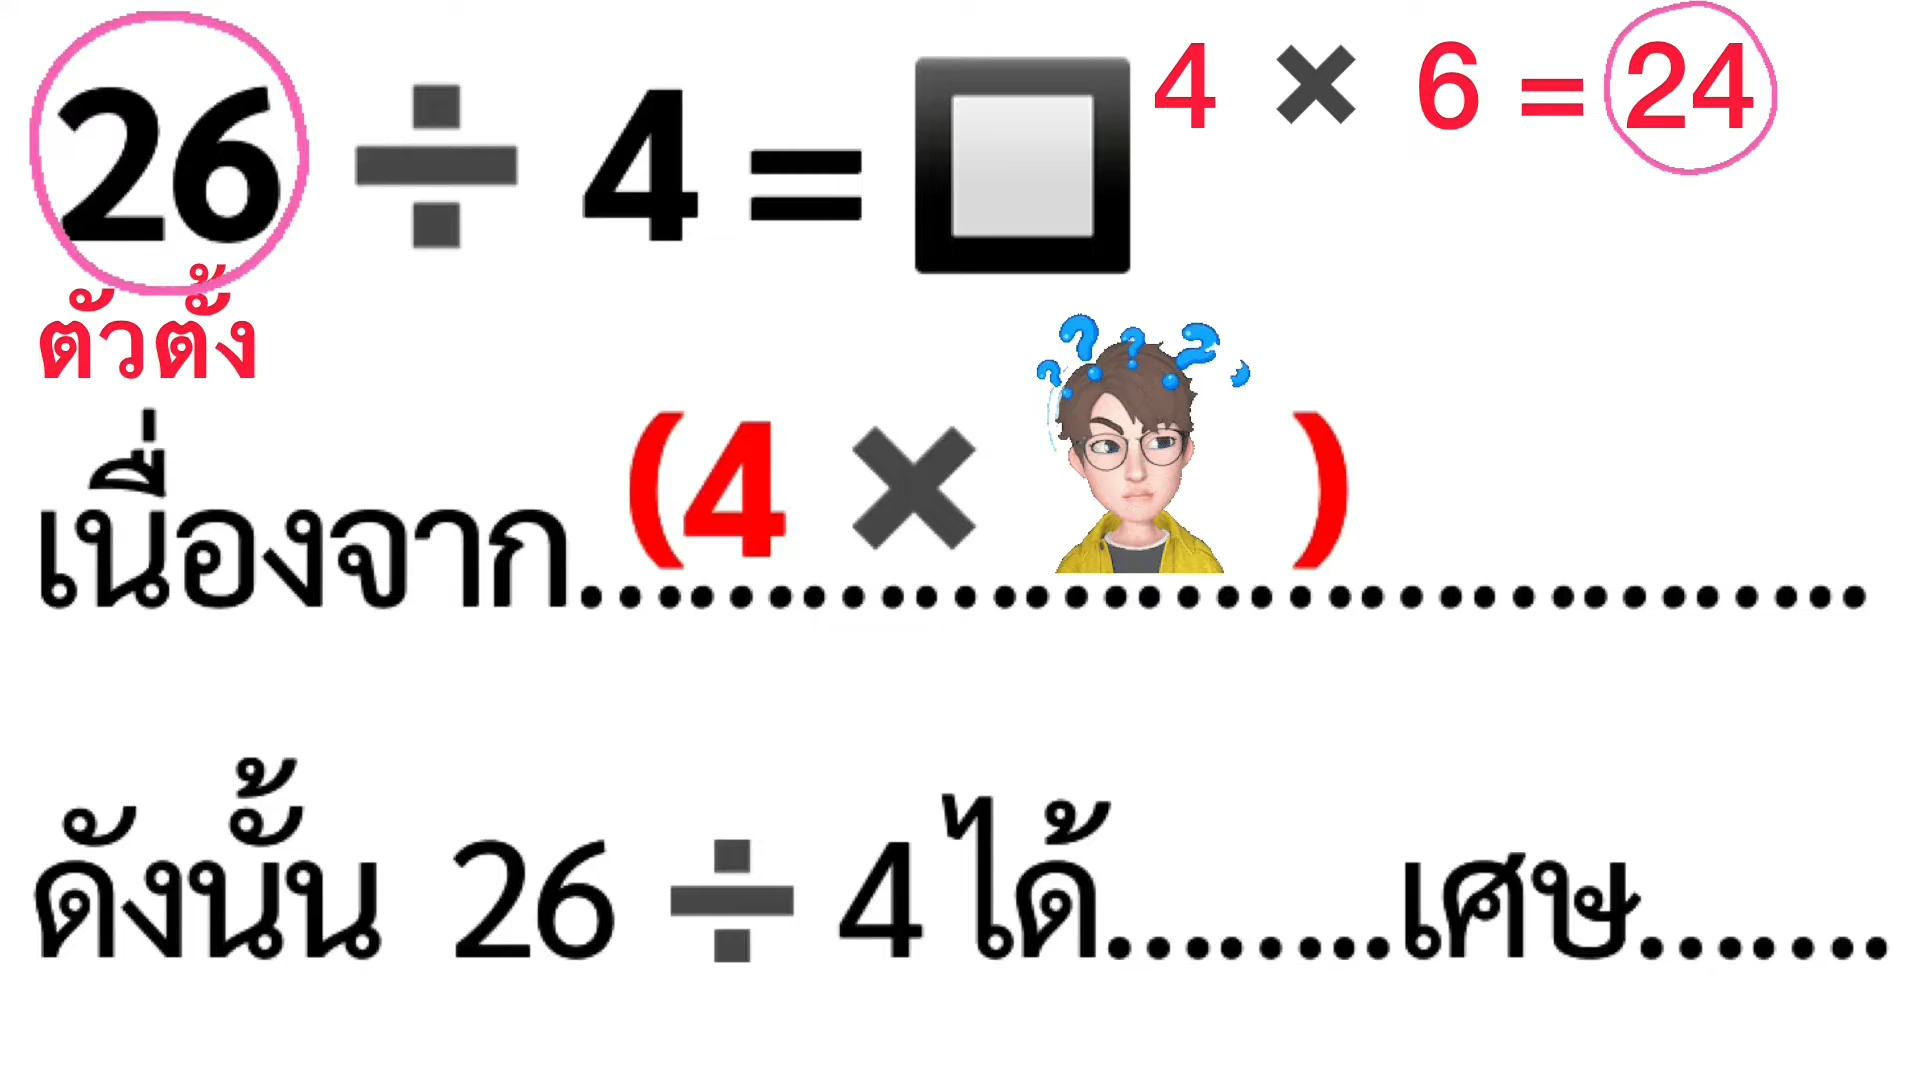 26 ÷ 4 = □ 4 × 6 = 24
ตัวตั้ง
เนื่องจาก (4 × )..................................
ดังนั้น 26 ÷ 4 ได้........เศษ.......